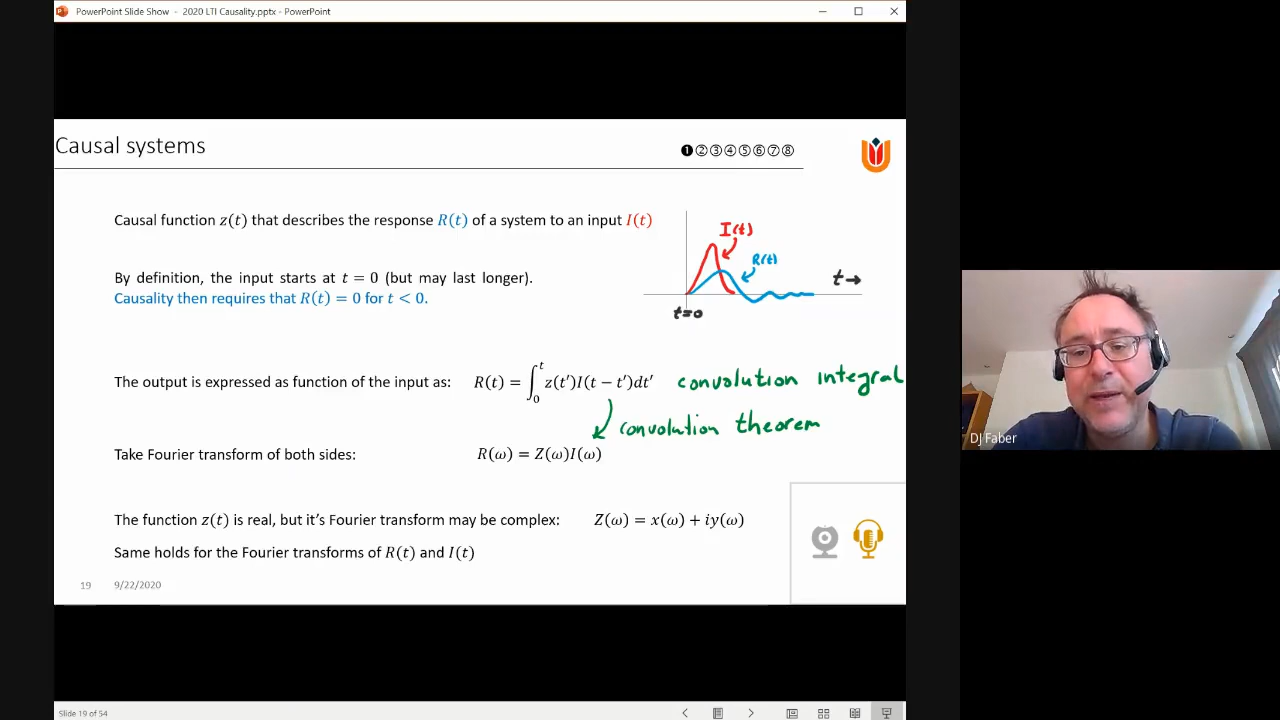 PowerPoint Slide Show - 2020 LTI Causality.pptx - PowerPoint
Causal systems
❶②③④⑤⑥⑦⑧
Causal function z(t) that describes the response R(t) of a system to an input I(t)
I(t)
R(t)
t→
t=0
By definition, the input starts at t = 0 (but may last longer).
Causality then requires that R(t) = 0 for t < 0.
The output is expressed as function of the input as: R(t) = ∫₀ᵗ z(t′)I(t − t′)dt′ convolution integral
convolution theorem
Take Fourier transform of both sides: R(ω) = Z(ω)I(ω)
The function z(t) is real, but it's Fourier transform may be complex: Z(ω) = x(ω) + iy(ω)
Same holds for the Fourier transforms of R(t) and I(t)
19 9/22/2020
DJ Faber
Slide 19 of 54